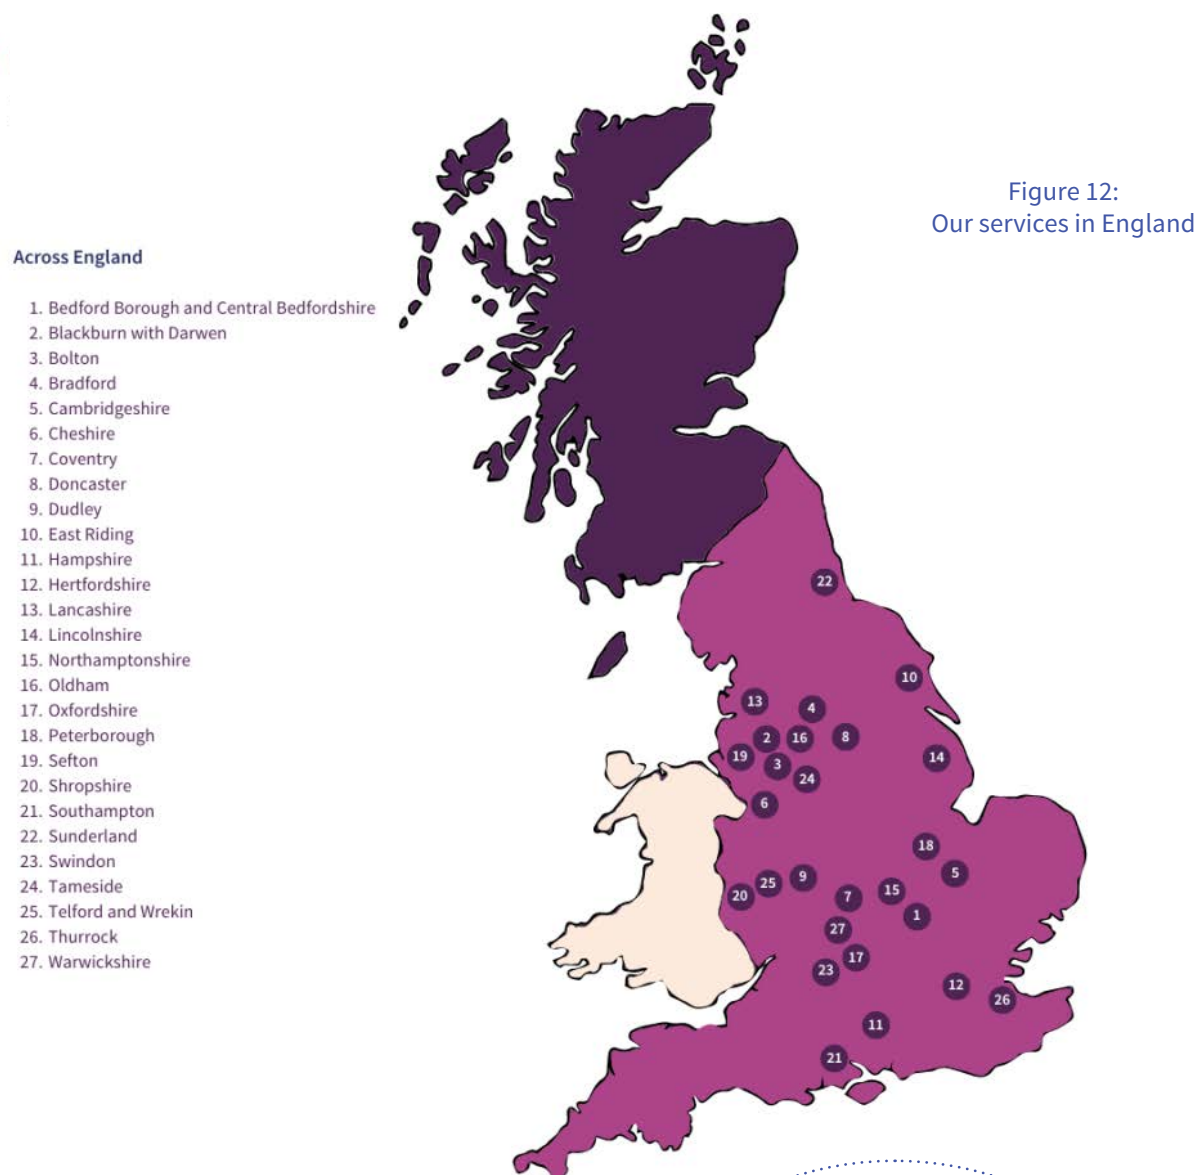 Figure 12:
Our services in England
Across England
1. Bedford Borough and Central Bedfordshire
2. Blackburn with Darwen
3. Bolton
4. Bradford
5. Cambridgeshire
6. Cheshire
7. Coventry
8. Doncaster
9. Dudley
10. East Riding
11. Hampshire
12. Hertfordshire
13. Lancashire
14. Lincolnshire
15. Northamptonshire
16. Oldham
17. Oxfordshire
18. Peterborough
19. Sefton
20. Shropshire
21. Southampton
22. Sunderland
23. Swindon
24. Tameside
25. Telford and Wrekin
26. Thurrock
27. Warwickshire
22
10
13
4
2
16
8
19
3
14
24
6
18
5
9
25
15
20
7
1
27
17
23
12
26
11
21